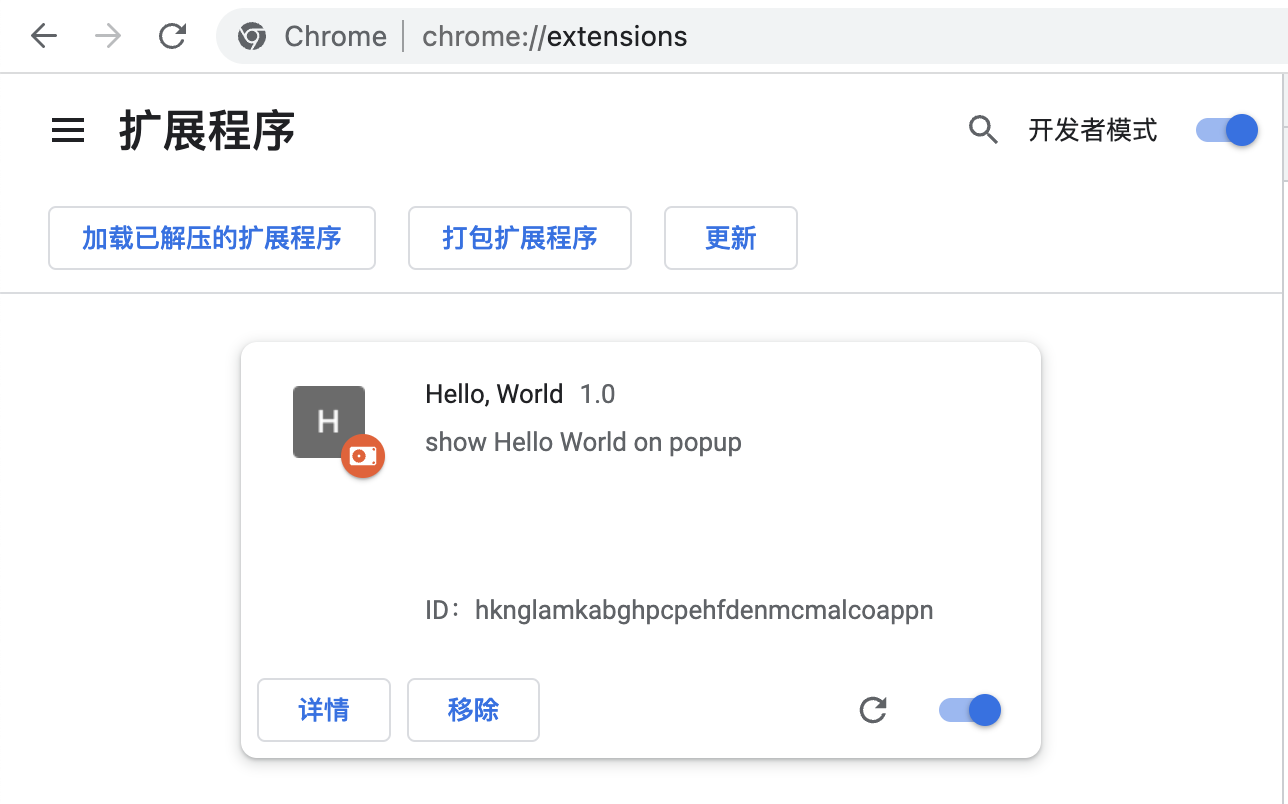 Chrome | chrome://extensions
扩展程序 开发者模式
加载已解压的扩展程序 打包扩展程序 更新
H
Hello, World 1.0
show Hello World on popup
ID：hknglamkabghpcpehfdenmcmalcoappn
详情 移除